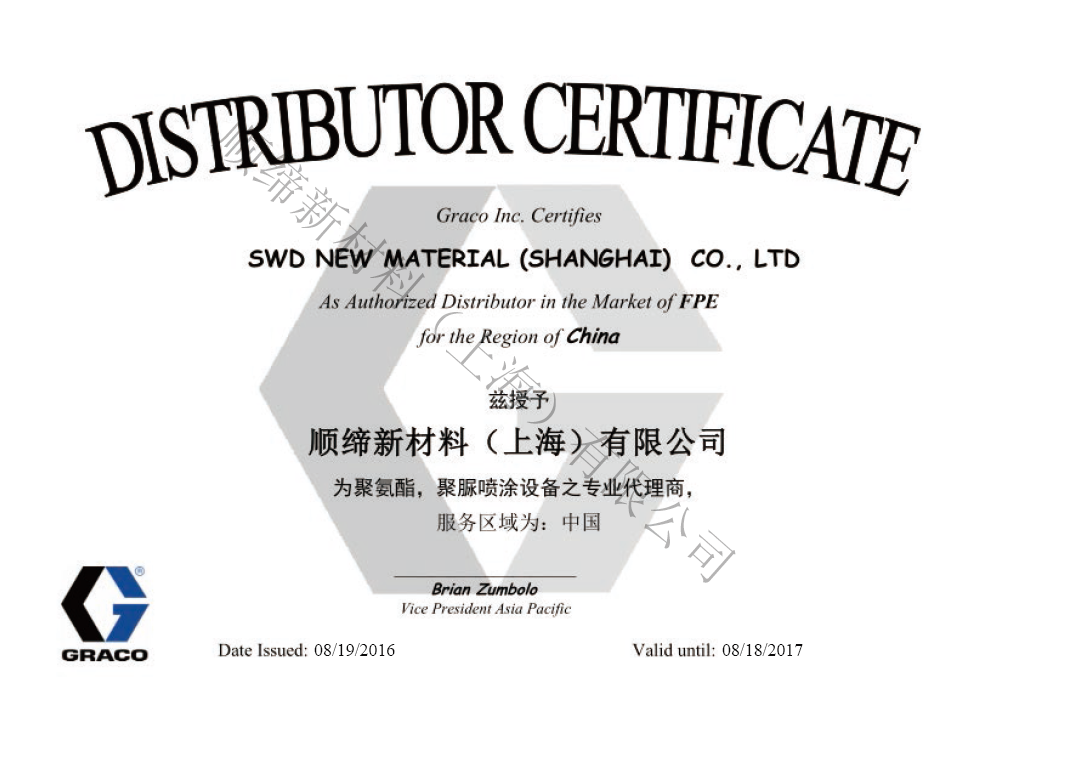 DISTRIBUTOR CERTIFICATE
Graco Inc. Certifies
SWD NEW MATERIAL (SHANGHAI) CO., LTD
As Authorized Distributor in the Market of FPE
for the Region of China
兹授予
顺缔新材料（上海）有限公司
为聚氨酯，聚脲喷涂设备之专业代理商，
服务区域为：中国
顺缔新材料（上海）有限公司
Brian Zumbolo
Vice President Asia Pacific
GRACO
®
Date Issued: 08/19/2016
Valid until: 08/18/2017